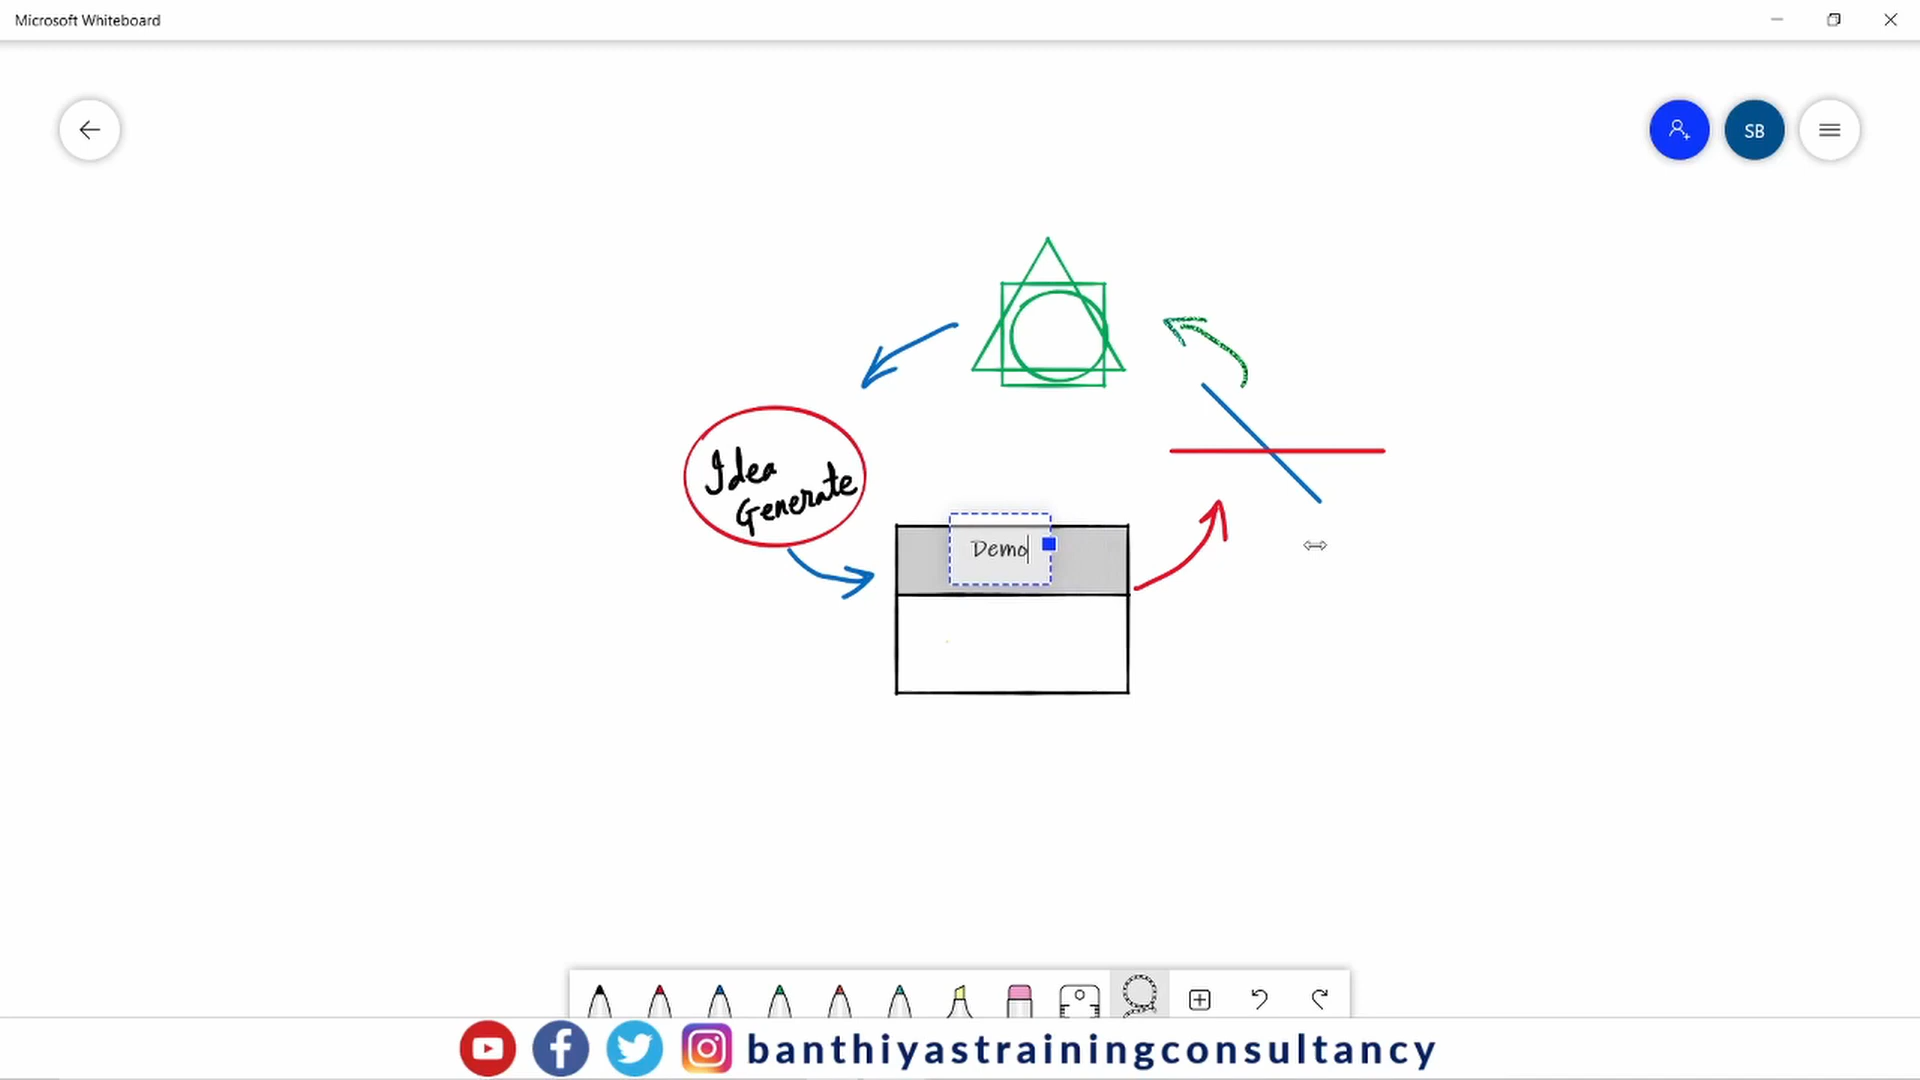 Microsoft Whiteboard
SB
Idea
Generate
Demo
banthiyastrainingconsultancy